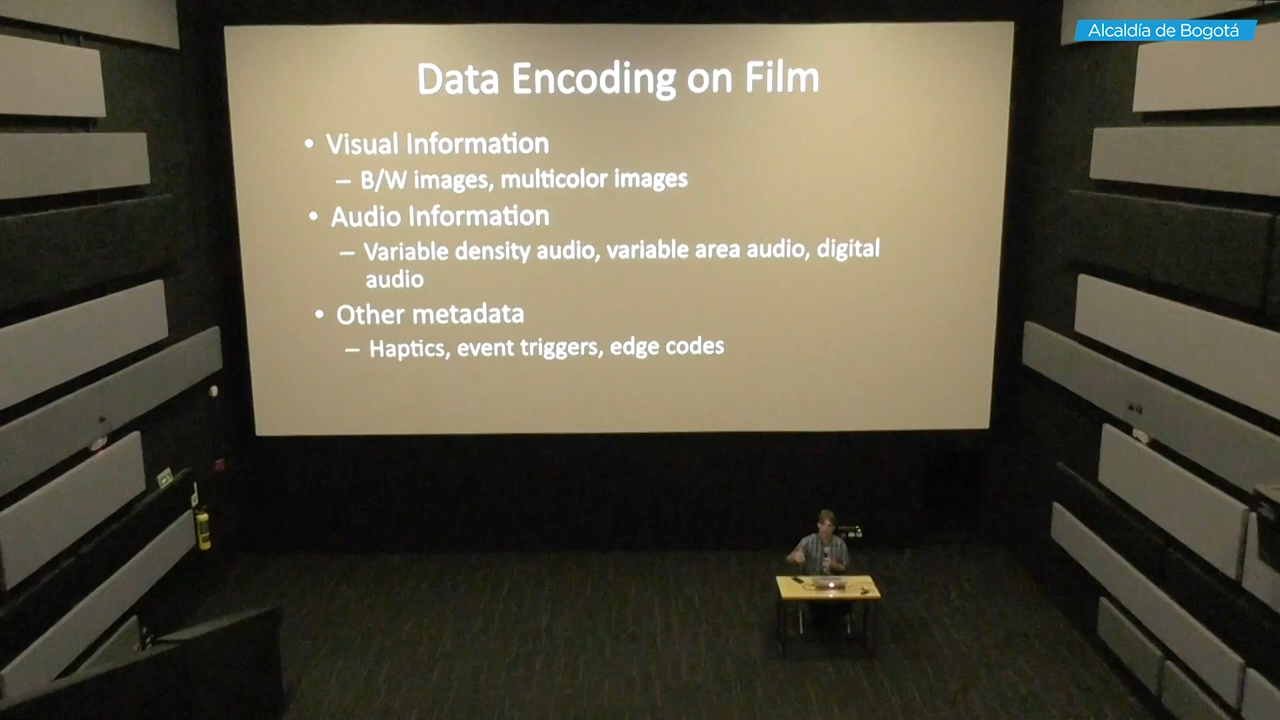 Alcaldía de Bogotá
Data Encoding on Film
• Visual Information
– B/W images, multicolor images
• Audio Information
– Variable density audio, variable area audio, digital
audio
• Other metadata
– Haptics, event triggers, edge codes